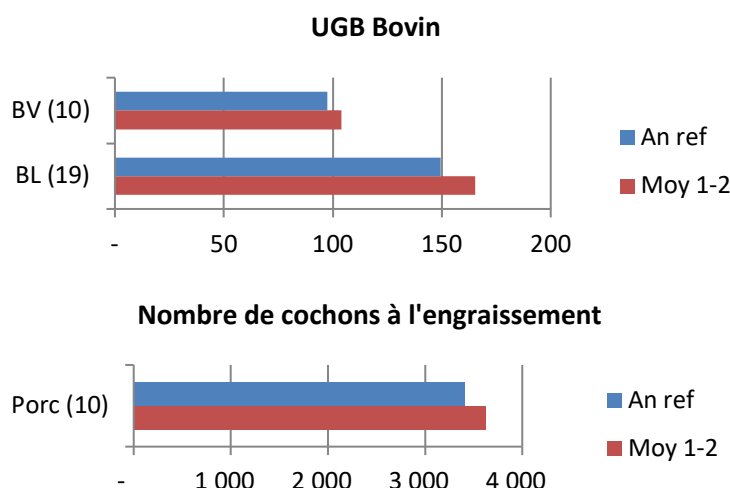 UGB Bovin
BV (10)
BL (19)
- 50 100 150 200
An ref
Moy 1-2
Nombre de cochons à l'engraissement
Porc (10)
- 1 000 2 000 3 000 4 000
An ref
Moy 1-2